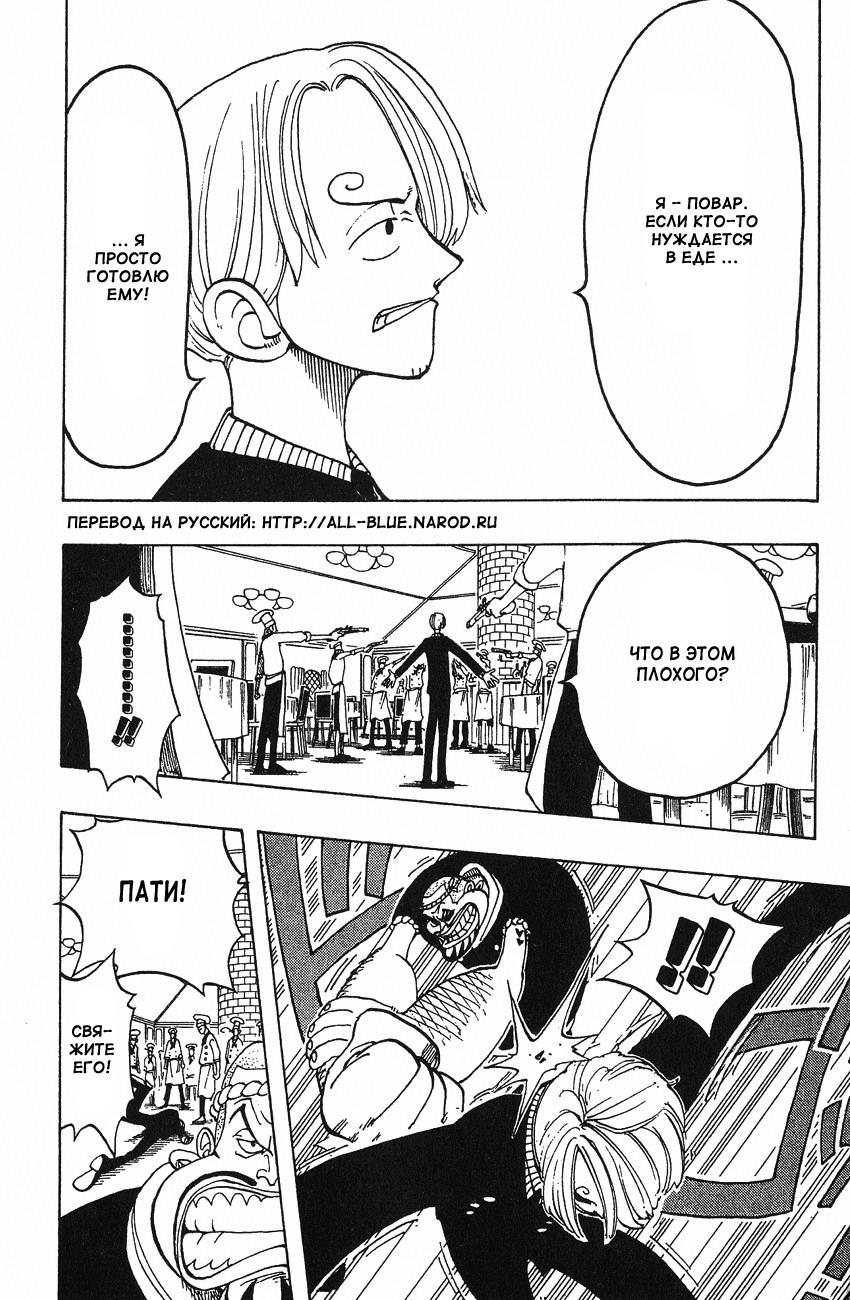 Я - ПОВАР.
ЕСЛИ КТО-ТО
НУЖДАЕТСЯ
В ЕДЕ ...
... Я
ПРОСТО
ГОТОВЛЮ
ЕМУ!
ПЕРЕВОД НА РУССКИЙ: HTTP://ALL-BLUE.NAROD.RU
ЧТО В ЭТОМ
ПЛОХОГО?
.........!!
!!
ПАТИ!
СВЯ-
ЖИТЕ
ЕГО!